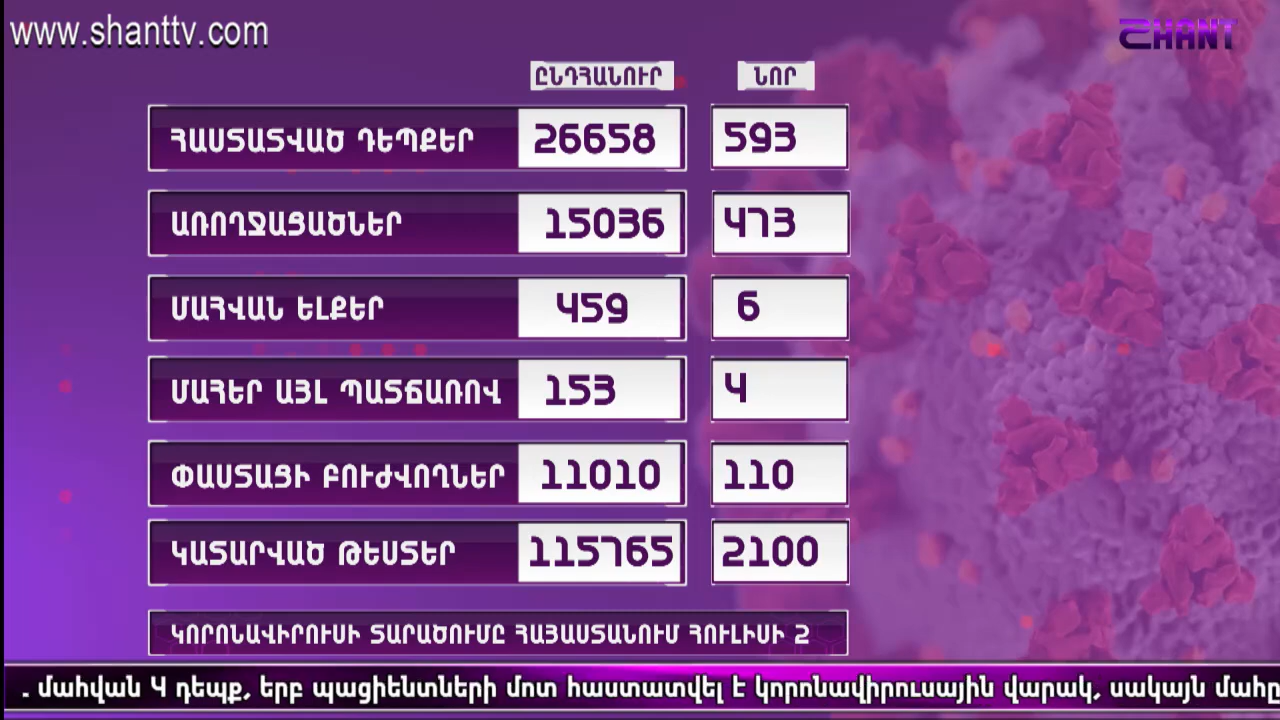 www.shanttv.com
SHANT
ԸՆԴՀԱՆՈՒՐ ՆՈՐ
ՀԱՍՏԱՏՎԱԾ ԴԵՊՔԵՐ 26658 593
ԱՌՈՂՋԱՑԱԾՆԵՐ 15036 473
ՄԱՀՎԱՆ ԵԼՔԵՐ 459 6
ՄԱՀԵՐ ԱՅԼ ՊԱՏՃԱՌՈՎ 153 4
ՓԱՍՏԱՑԻ ԲՈՒԺՎՈՂՆԵՐ 11010 110
ԿԱՏԱՐՎԱԾ ԹԵՍՏԵՐ 115765 2100
ԿՈՐՈՆԱՎԻՐՈՒՍԻ ՏԱՐԱԾՈՒՄԸ ՀԱՅԱՍՏԱՆՈՒՄ ՀՈՒԼԻՍԻ 2
. մահվան 4 դեպք, երբ պացիենտների մոտ հաստատվել է կորոնավիրուսային վարակ, սակայն մահը